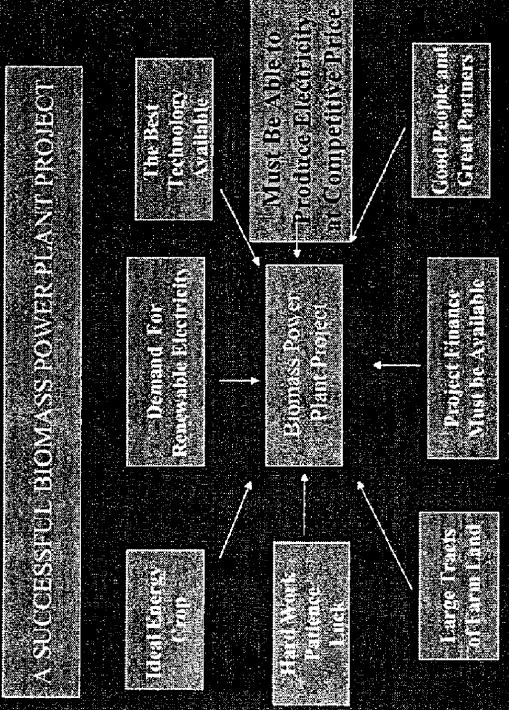 A SUCCESSFUL BIOMASS POWER PLANT PROJECT
Ideal Energy
Crop
Demand For
Renewable Electricity
The Best
Technology
Available
Hard Work
Patience
Luck
Biomass Power
Plant Project
Must Be Able to
Produce Electricity
at Competitive Price
Large Tracts
of Farm Land
Project Finance
Must be Available
Good People and
Great Partners